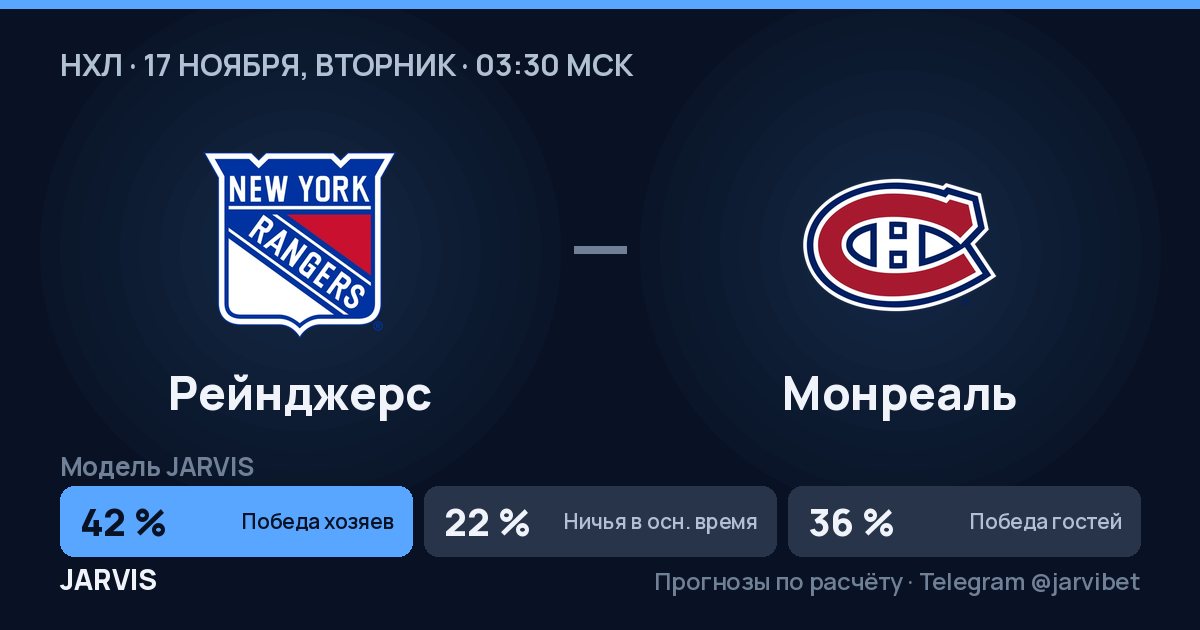 НХЛ · 17 НОЯБРЯ, ВТОРНИК · 03:30 МСК
NEW YORK
RANGERS
Рейнджерс
—
Монреаль
Модель JARVIS
42 % Победа хозяев
22 % Ничья в осн. время
36 % Победа гостей
JARVIS
Прогнозы по расчёту · Telegram @jarvibet